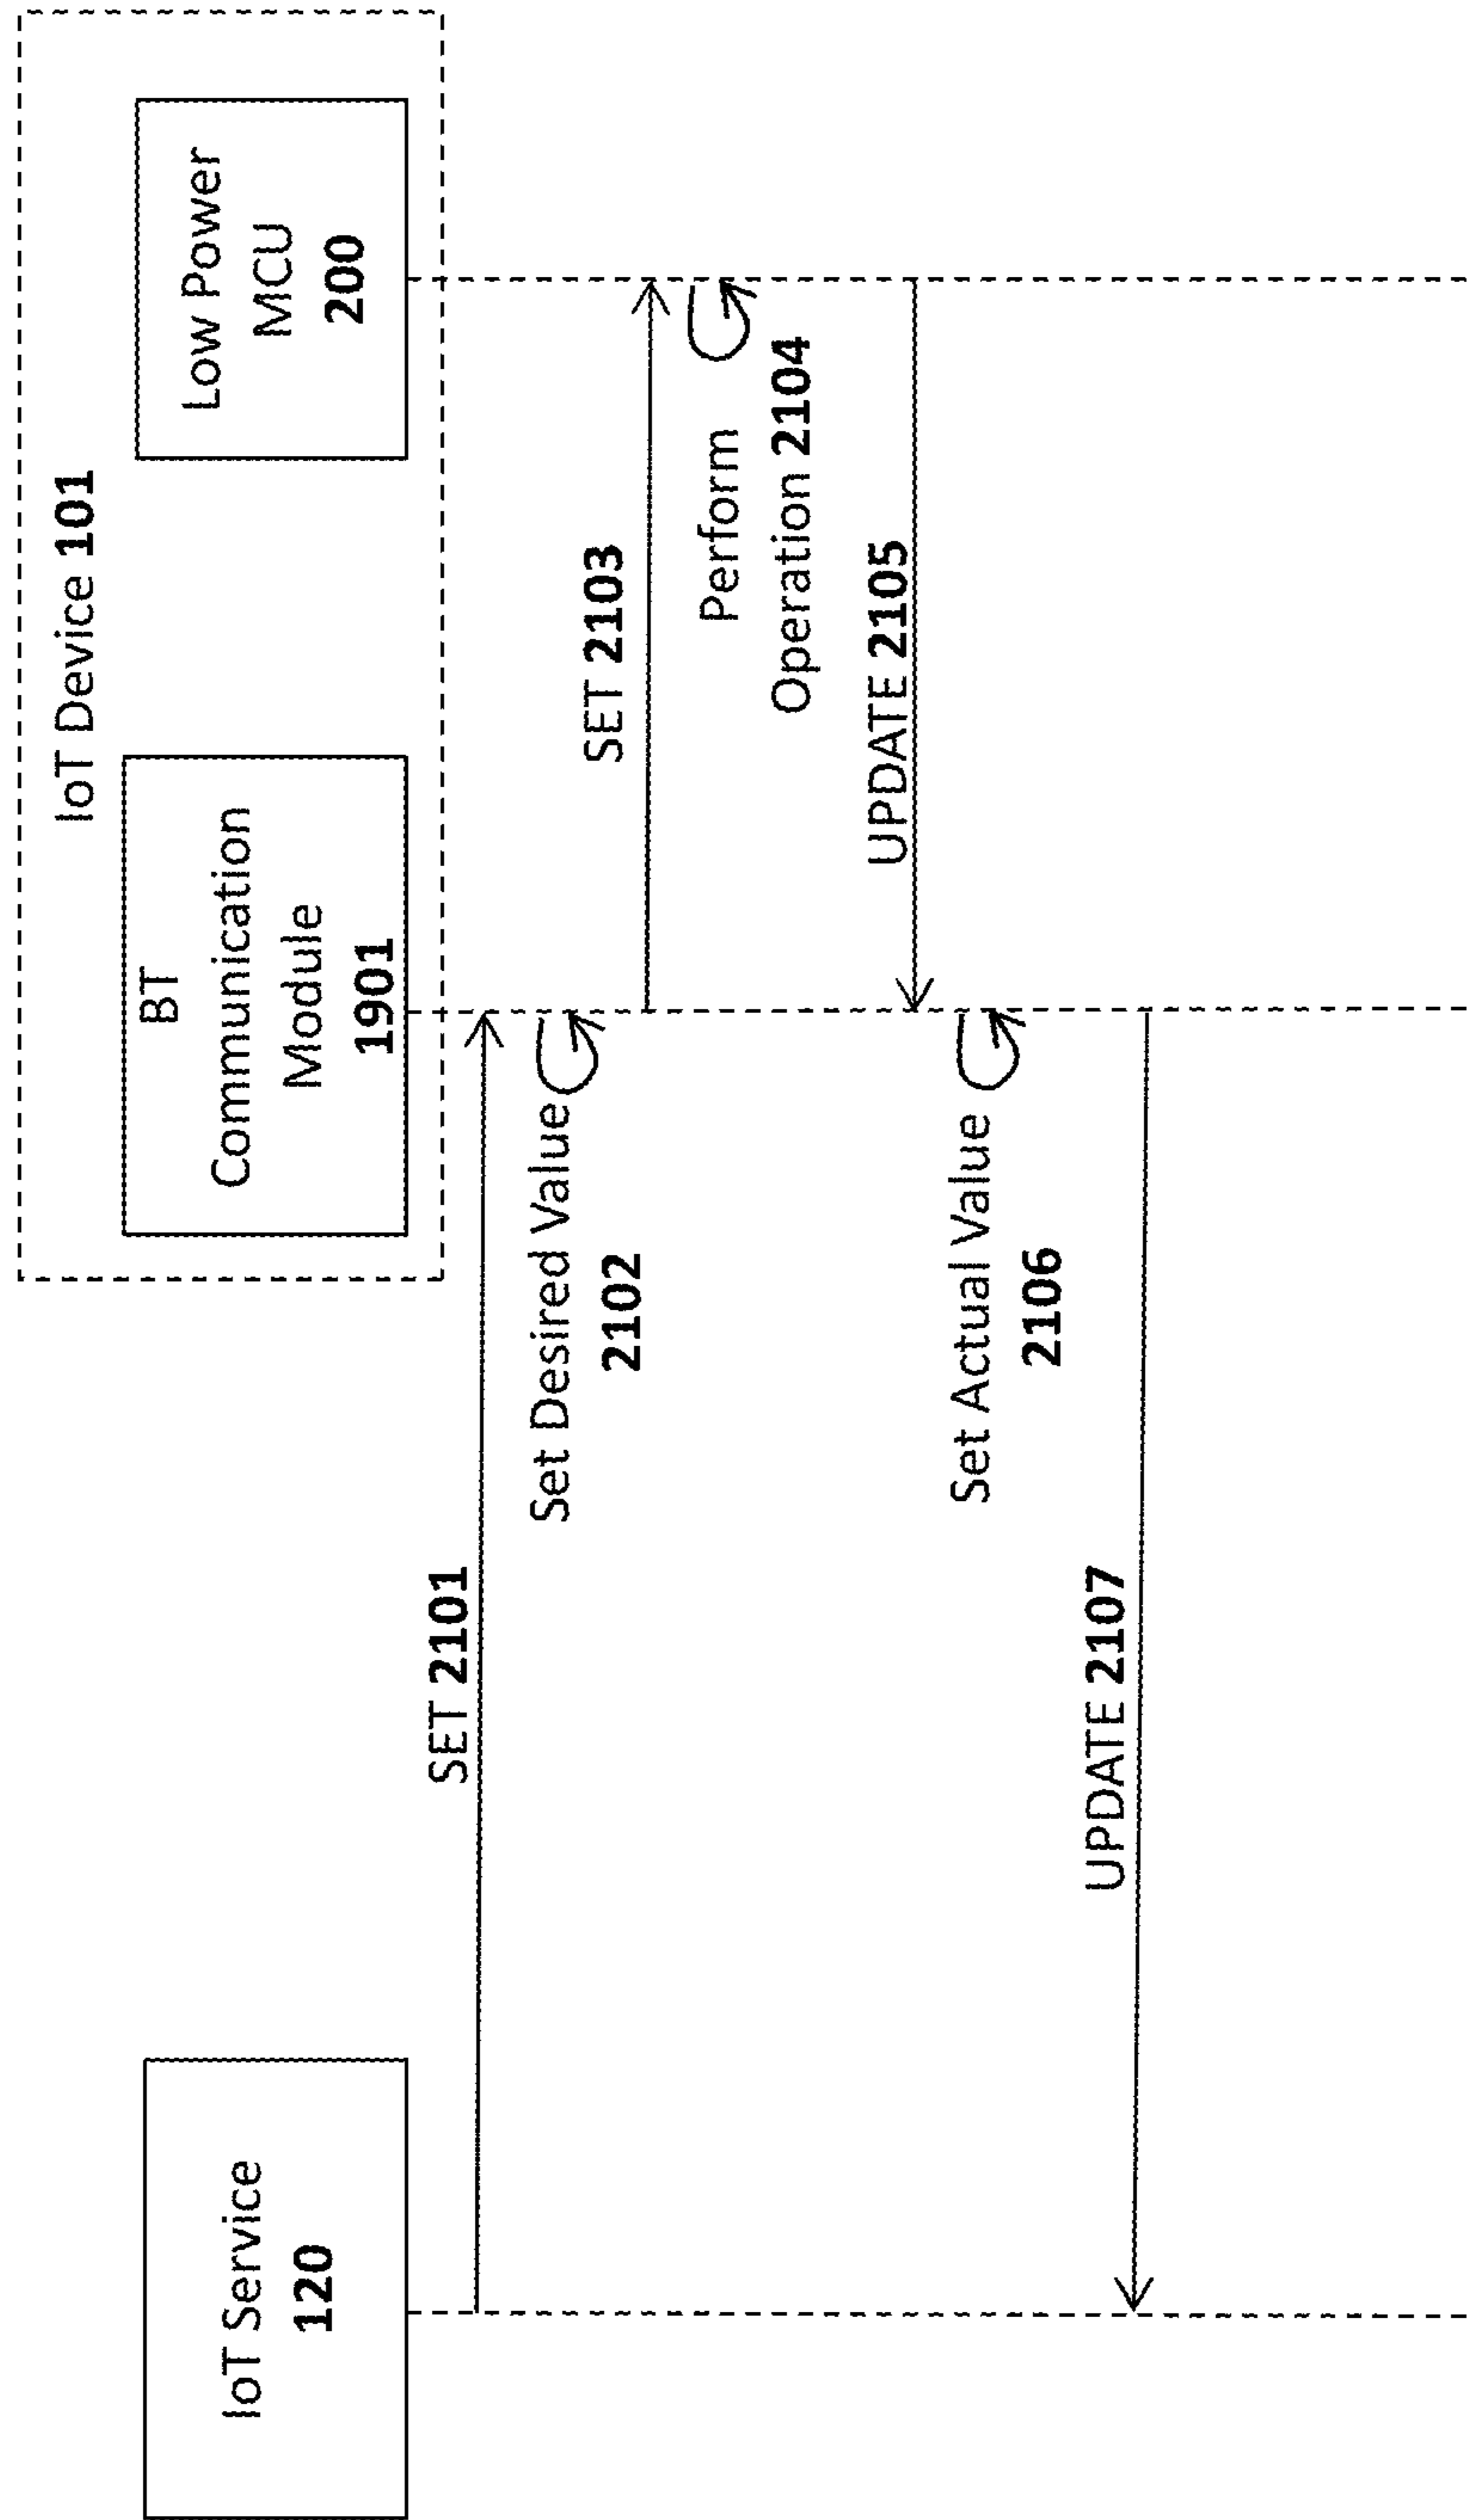 IoT Device 101
IoT Service
120
BT
Communication
Module
1901
Low Power
MCU
200
SET 2101
Set Desired Value
2102
SET 2103
Perform
Operation 2104
UPDATE 2105
Set Actual Value
2106
UPDATE 2107